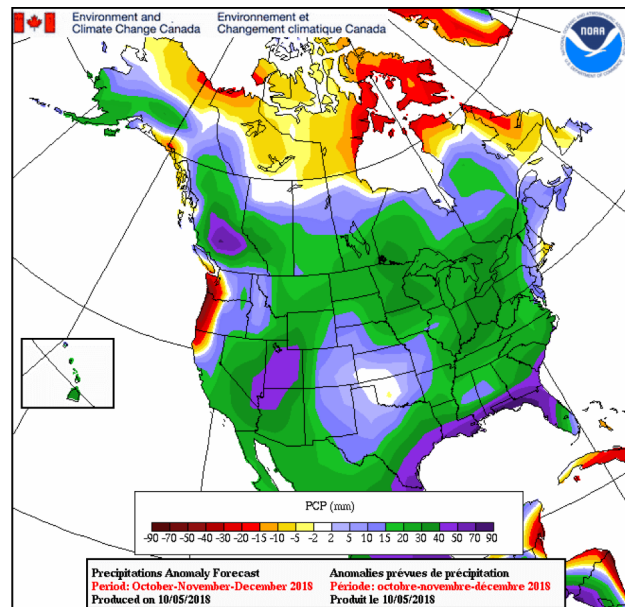 Environment and
Climate Change Canada
Environnement et
Changement climatique Canada
NOAA
PCP (mm)
-90 -70 -50 -40 -30 -20 -15 -10 -5 -2 2 5 10 15 20 30 40 50 70 90
Precipitations Anomaly Forecast
Period: October-November-December 2018
Produced on 10/05/2018
Anomalies prévues de précipitation
Période: octobre-novembre-décembre 2018
Produit le 10/05/2018